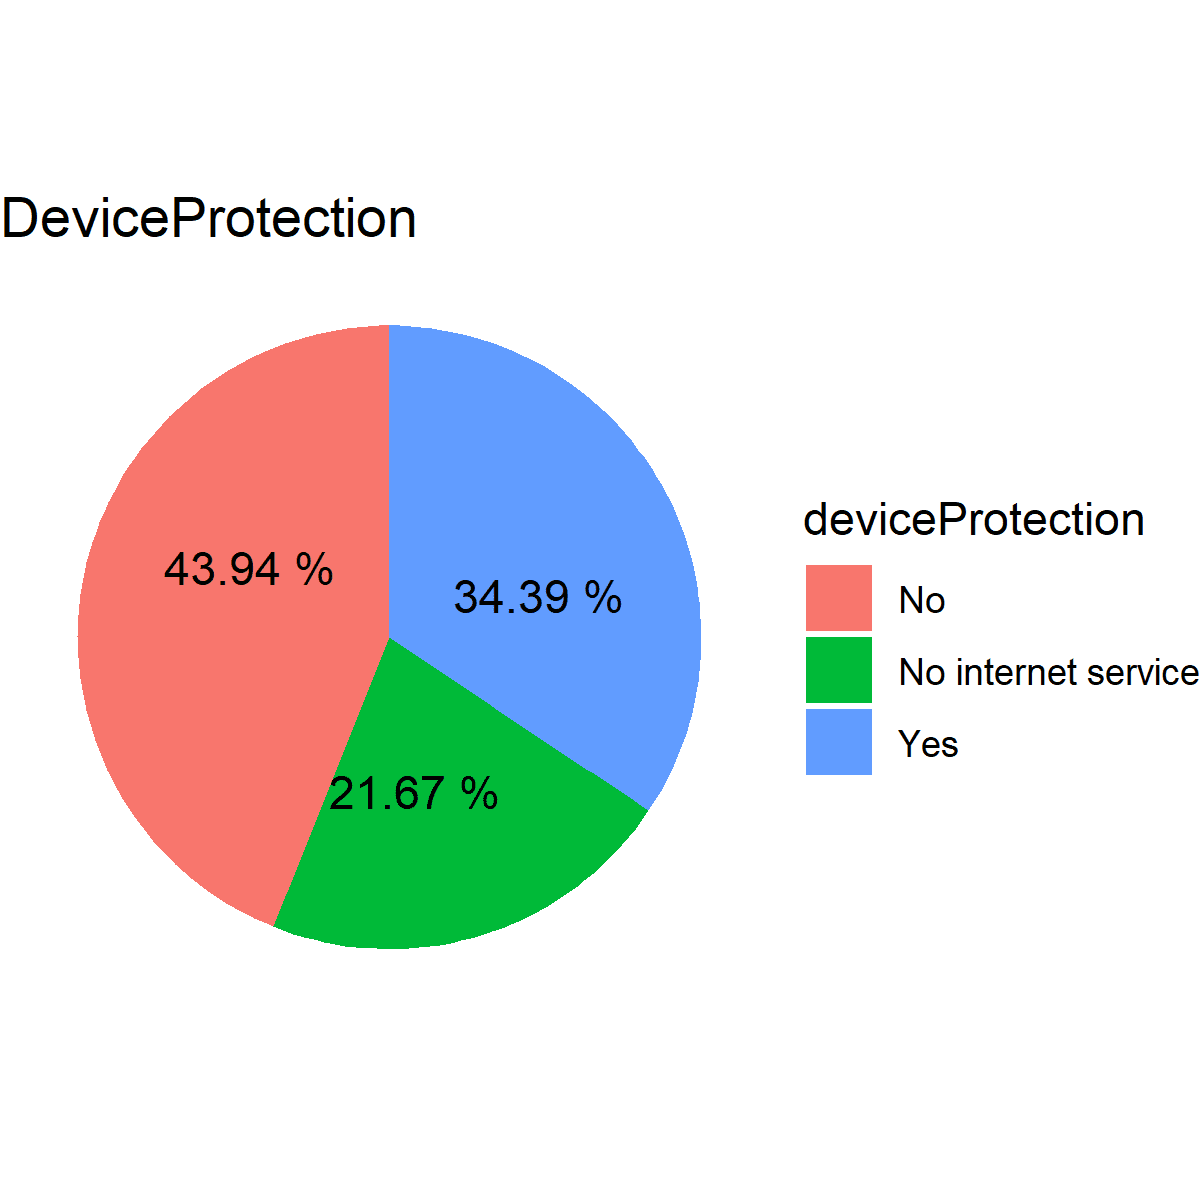 DeviceProtection
43.94 %
34.39 %
21.67 %
deviceProtection
No
No internet service
Yes